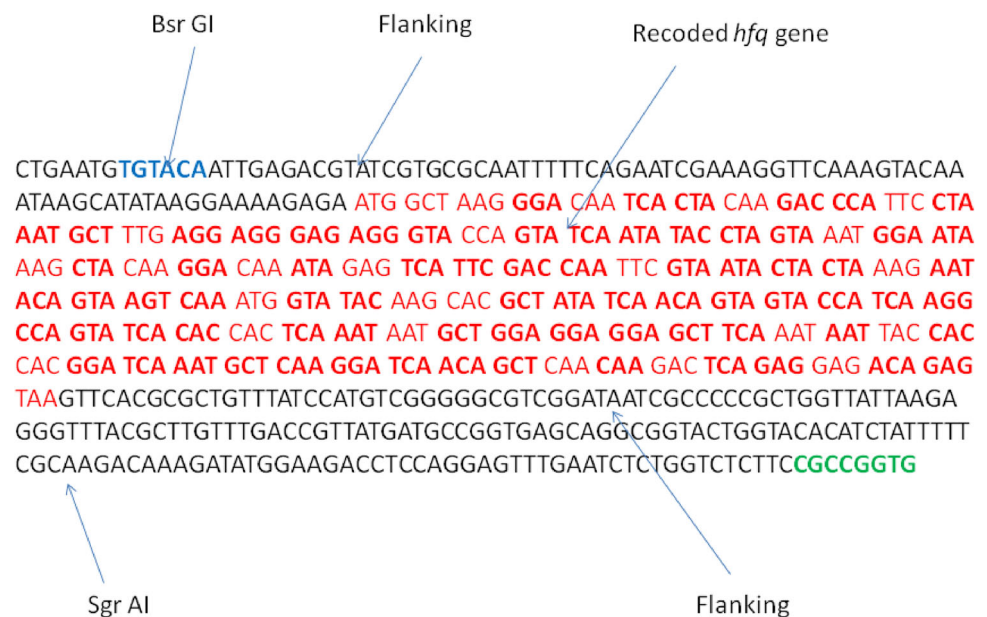 Bsr GI
Flanking
Recoded hfq gene
CTGAATGTGTACAATTGAGACGTATCGTGCGCAATTTTTCAGAATCGAAAGGTTCAAAGTACAA
ATAAGCATATAAGGAAAAGAGA ATG GCT AAG GGA CAA TCA CTA CAA GAC CCA TTC CTA
AAT GCT TTG AGG AGG GAG AGG GTA CCA GTA TCA ATA TAC CTA GTA AAT GGA ATA
AAG CTA CAA GGA CAA ATA GAG TCA TTC GAC CAA TTC GTA ATA CTA CTA AAG AAT
ACA GTA AGT CAA ATG GTA TAC AAG CAC GCT ATA TCA ACA GTA GTA CCA TCA AGG
CCA GTA TCA CAC CAC TCA AAT AAT GCT GGA GGA GGA GCT TCA AAT AAT TAC CAC
CAC GGA TCA AAT GCT CAA GGA TCA ACA GCT CAA CAA GAC TCA GAG GAG ACA GAG
TAAGTTCACGCGCTGTTTATCCATGTCGGGGGCGTCGGATAATCGCCCCCGCTGGTTATTAAGA
GGGTTTACGCTTGTTTGACCGTTATGATGCCGGTGAGCAGGCGGTACTGGTACACATCTATTTTT
CGCAAGACAAAGATATGGAAGACCTCCAGGAGTTTGAATCTCTGGTCTCTTCCGCCGGTG
Sgr AI
Flanking